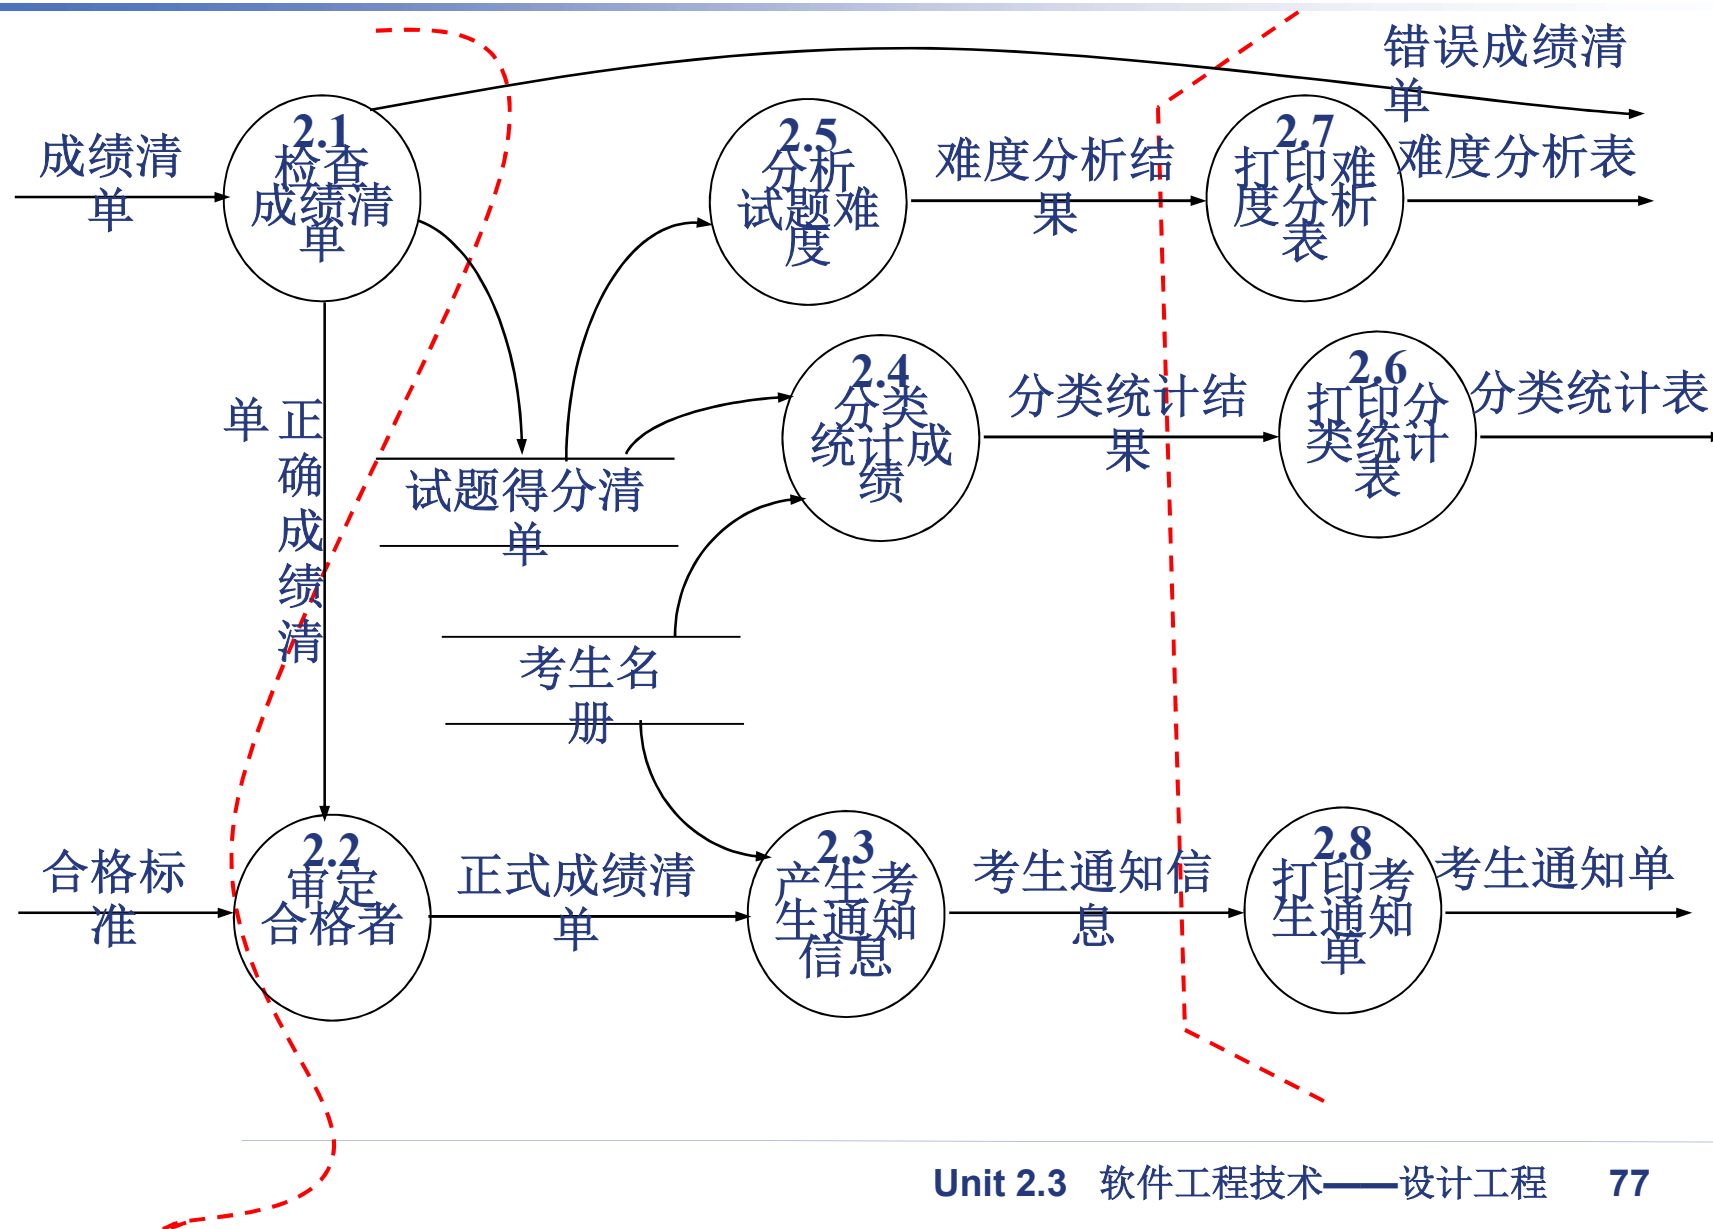 错误成绩清
单
成绩清
单
2.1
检查
成绩清
单
2.5
分析
试题难
度
难度分析结
果
2.7
打印难
度分析
表
难度分析表
正确成绩清
单
试题得分清
单
2.4
分类
统计成
绩
分类统计结
果
2.6
打印分
类统计
表
分类统计表
考生名
册
合格标
准
2.2
审定
合格者
正式成绩清
单
2.3
产生考
生通知
信息
考生通知信
息
2.8
打印考
生通知
单
考生通知单
Unit 2.3 软件工程技术——设计工程 77